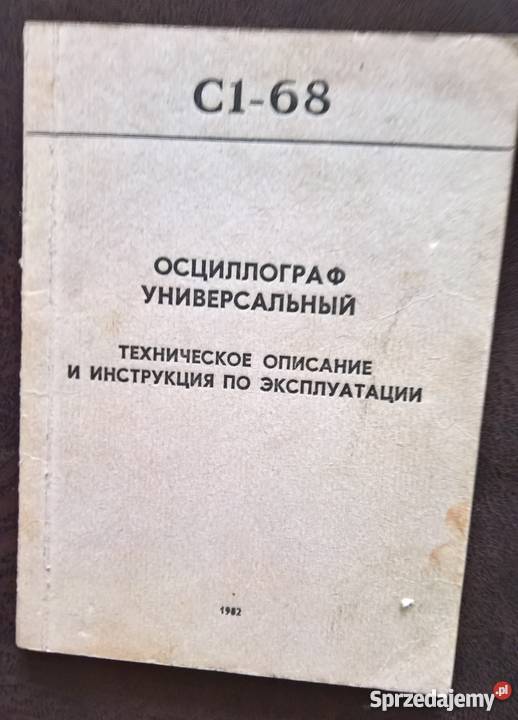 С1-68
ОСЦИЛЛОГРАФ
УНИВЕРСАЛЬНЫЙ
ТЕХНИЧЕСКОЕ ОПИСАНИЕ
И ИНСТРУКЦИЯ ПО ЭКСПЛУАТАЦИИ
1982
Sprzedajemy.pl